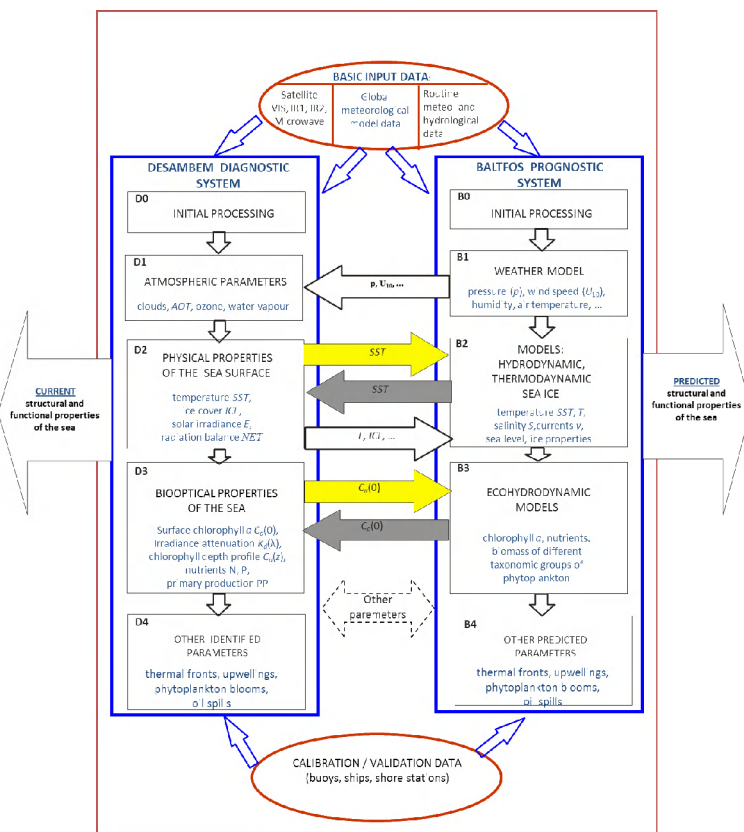 BASIC INPUT DATA:
Satellite
VIS, IR1, IR2,
Microwave
Globa
meteorological
model data
Routine
meteo and
hydrological
data
DESAMBEM DIAGNOSTIC
SYSTEM
D0
INITIAL PROCESSING
D1
ATMOSPHERIC PARAMETERS
clouds, AOT, ozone, water vapour
D2
PHYSICAL PROPERTIES
OF THE SEA SURFACE
temperature SST,
ice cover ICE,
solar irradiance E,
radiation balance NET
D3
BIOOPTICAL PROPERTIES
OF THE SEA
Surface chlorophyll a Cₐ(0),
Irradiance attenuation K_d(λ),
chlorophyll depth profile Cₐ(z),
nutrients N, P,
primary production PP
D4
OTHER IDENTIFIED
PARAMETERS
thermal fronts, upwellings,
phytoplankton blooms,
oil spills
BALTFOS PROGNOSTIC
SYSTEM
B0
INITIAL PROCESSING
B1
WEATHER MODEL
pressure (p), wind speed (U₁₀),
humidity, air temperature, ...
B2
MODELS:
HYDRODYNAMIC,
THERMODAYNAMIC
SEA ICE
temperature SST, T,
salinity S,currents v,
sea level, ice properties
B3
ECOHYDRODYNAMIC
MODELS
chlorophyll a, nutrients,
biomass of different
taxonomic groups of
phytop ankton
B4
OTHER PREDICTED
PARAMETERS
thermal fronts, upwellings,
phytoplankton blooms,
oil spills
p, U₁₀, ...
SST
SST
E, ICE, ...
Cₐ(0)
Cₐ(0)
Other
paremeters
CURRENT
structural and
functional properties
of the sea
PREDICTED
structural and
functional properties
of the sea
CALIBRATION / VALIDATION DATA
(buoys, ships, shore stations)